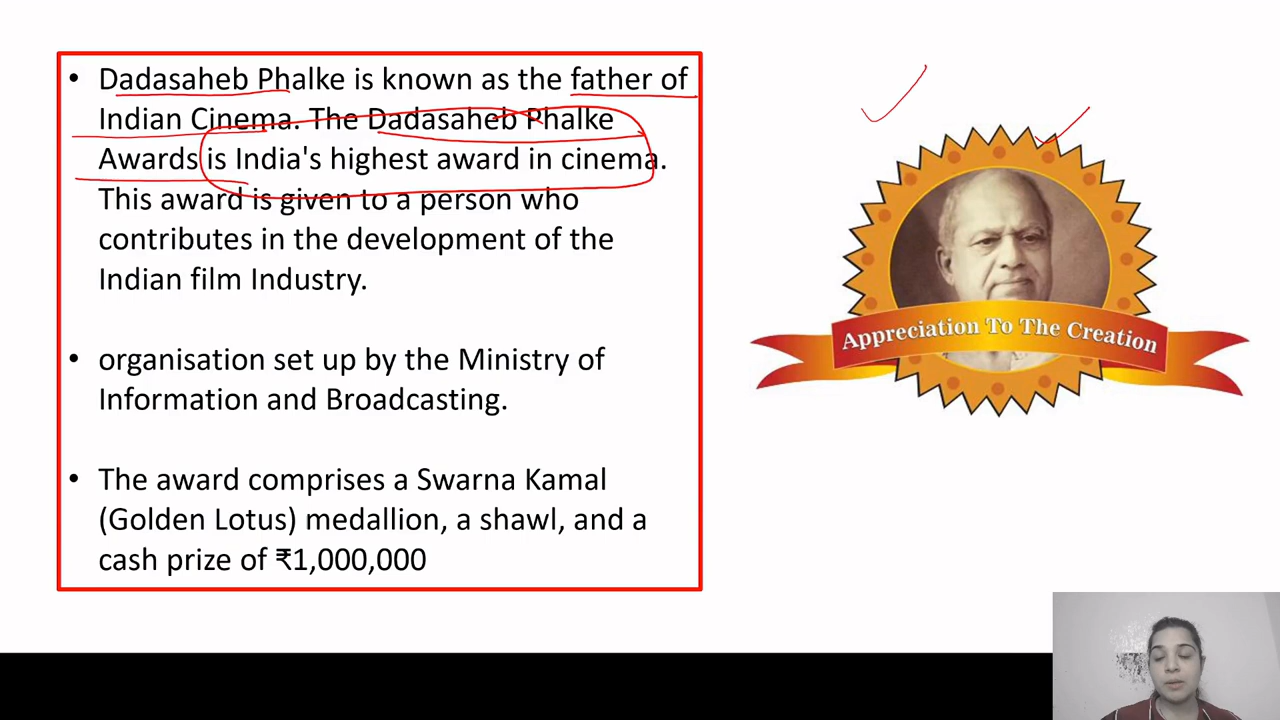 • Dadasaheb Phalke is known as the father of
Indian Cinema. The Dadasaheb Phalke
Awards is India's highest award in cinema.
This award is given to a person who
contributes in the development of the
Indian film Industry.
• organisation set up by the Ministry of
Information and Broadcasting.
• The award comprises a Swarna Kamal
(Golden Lotus) medallion, a shawl, and a
cash prize of ₹1,000,000
Appreciation To The Creation